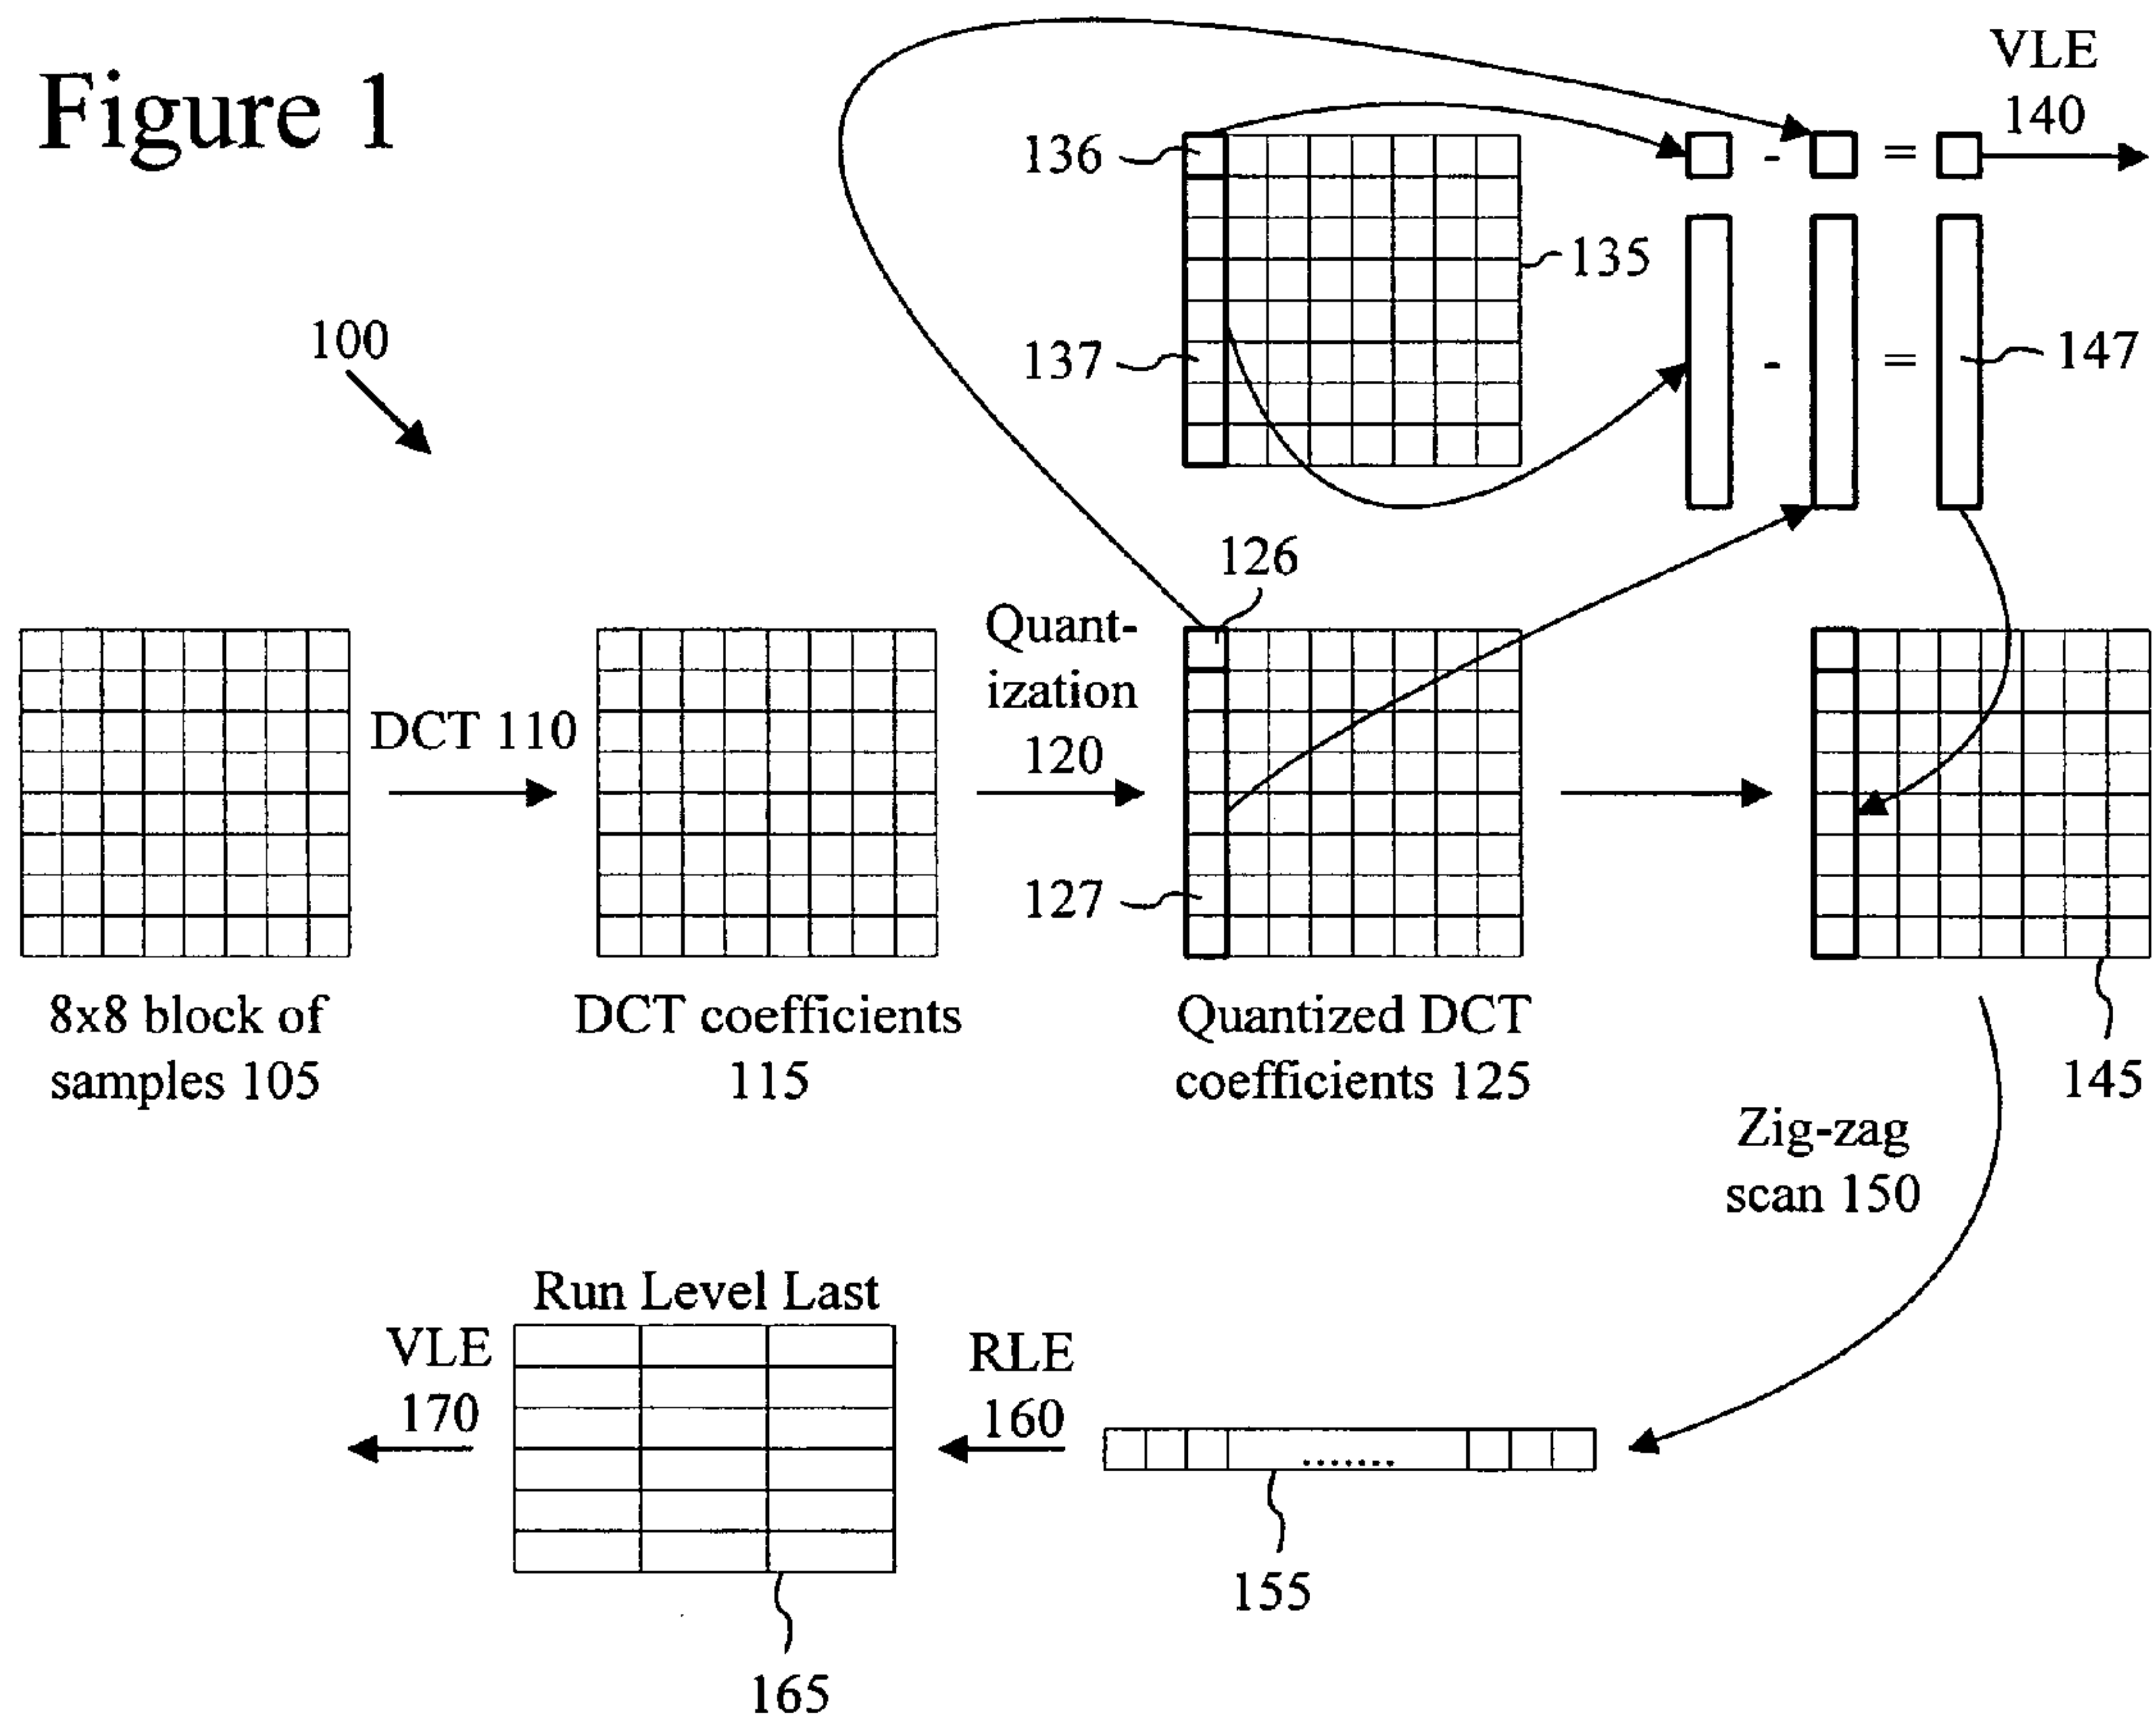 Figure 1
VLE
140
136
-
=
135
100
137
-
=
147
126
Quant-
ization
120
DCT 110
127
8x8 block of
samples 105
DCT coefficients
115
Quantized DCT
coefficients 125
145
Zig-zag
scan 150
Run Level Last
VLE
170
RLE
160
.......
155
165